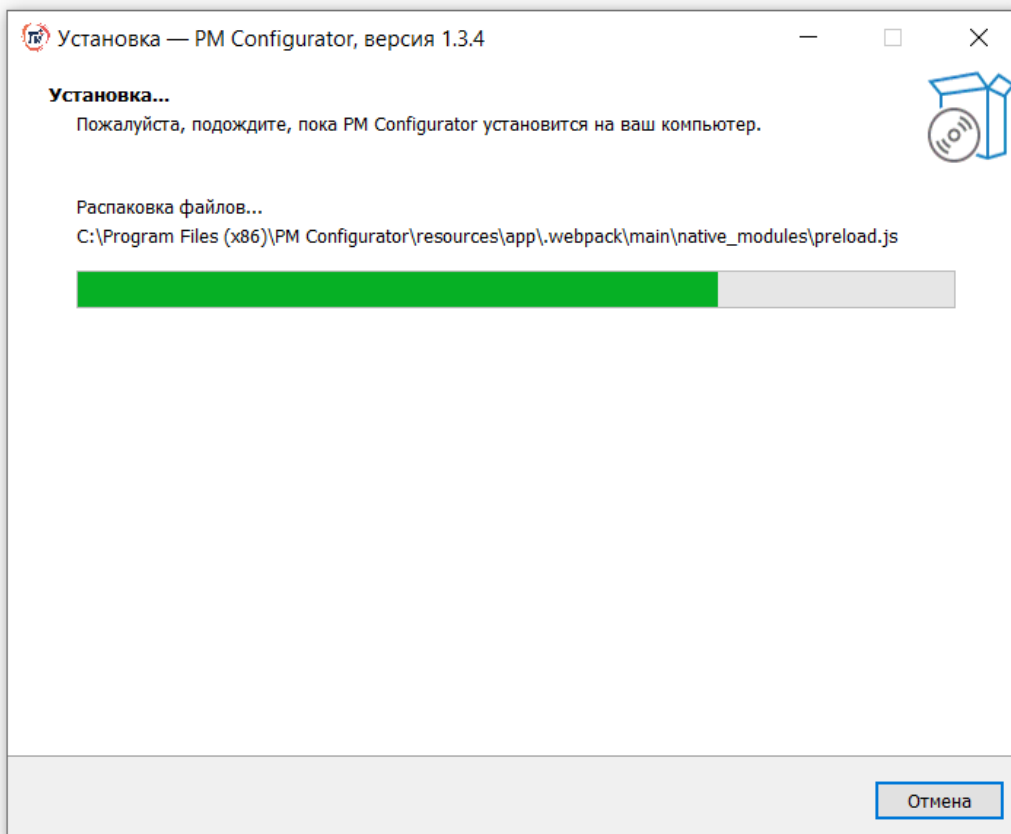 Установка — PM Configurator, версия 1.3.4
Установка...
Пожалуйста, подождите, пока PM Configurator установится на ваш компьютер.
Распаковка файлов...
C:\Program Files (x86)\PM Configurator\resources\app\.webpack\main\native_modules\preload.js
Отмена